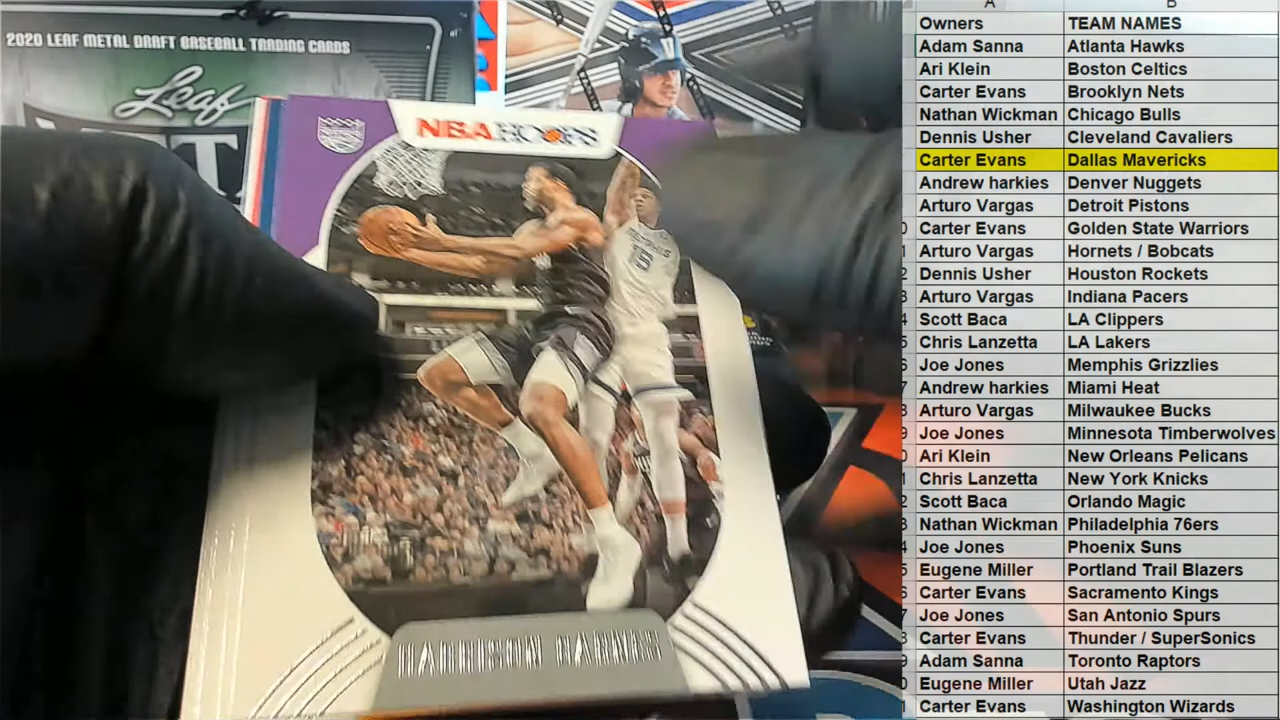 2020 LEAF METAL DRAFT BASEBALL TRADING CARDS
Leaf
NBA HOOPS
15
HARRISON BARNES
A B
Owners TEAM NAMES
Adam Sanna Atlanta Hawks
Ari Klein Boston Celtics
Carter Evans Brooklyn Nets
Nathan Wickman Chicago Bulls
Dennis Usher Cleveland Cavaliers
Carter Evans Dallas Mavericks
Andrew harkies Denver Nuggets
Arturo Vargas Detroit Pistons
Carter Evans Golden State Warriors
Arturo Vargas Hornets / Bobcats
Dennis Usher Houston Rockets
Arturo Vargas Indiana Pacers
Scott Baca LA Clippers
Chris Lanzetta LA Lakers
Joe Jones Memphis Grizzlies
Andrew harkies Miami Heat
Arturo Vargas Milwaukee Bucks
Joe Jones Minnesota Timberwolves
Ari Klein New Orleans Pelicans
Chris Lanzetta New York Knicks
Scott Baca Orlando Magic
Nathan Wickman Philadelphia 76ers
Joe Jones Phoenix Suns
Eugene Miller Portland Trail Blazers
Carter Evans Sacramento Kings
Joe Jones San Antonio Spurs
Carter Evans Thunder / SuperSonics
Adam Sanna Toronto Raptors
Eugene Miller Utah Jazz
Carter Evans Washington Wizards